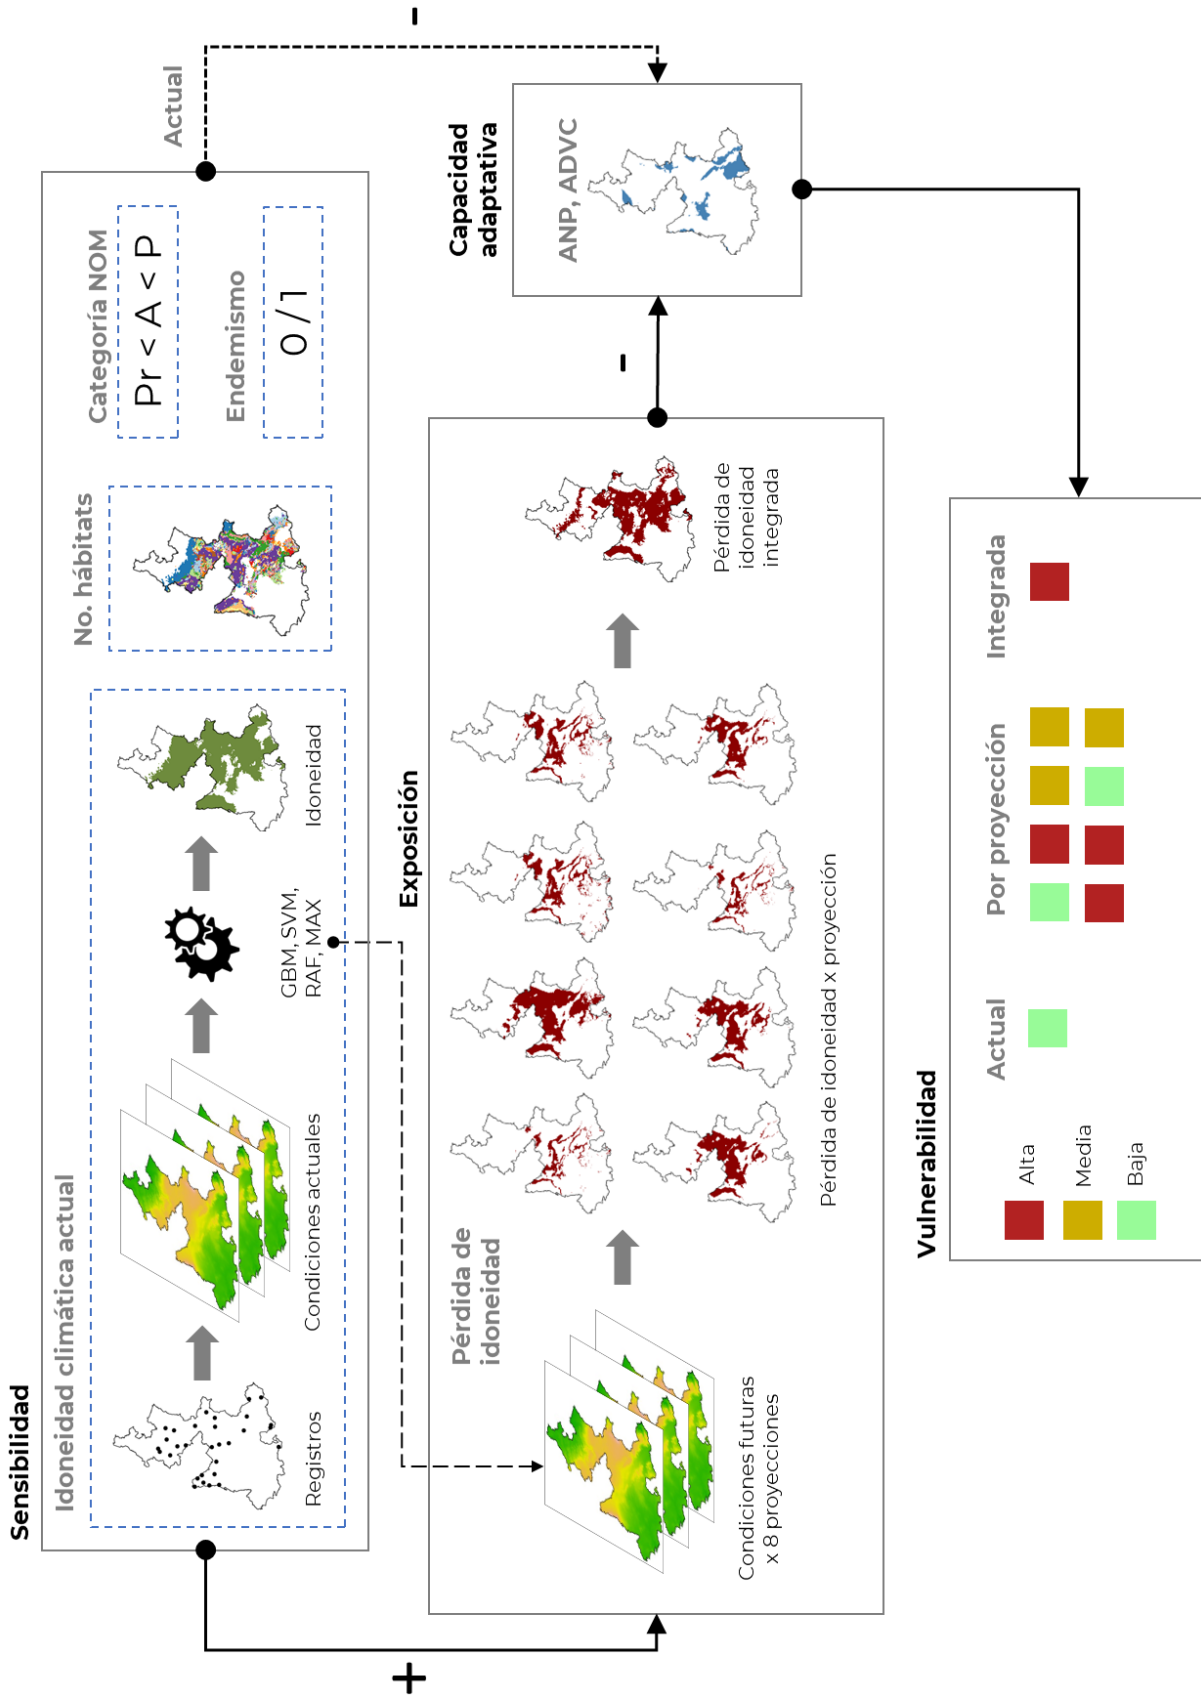 Sensibilidad
Idoneidad climática actual
Registros
Condiciones actuales
GBM, SVM,
RAF, MAX
Idoneidad
No. hábitats
Categoría NOM
Pr < A < P
Endemismo
0 / 1
Actual
-
+
Exposición
Pérdida de
idoneidad
Condiciones futuras
x 8 proyecciones
Pérdida de idoneidad x proyección
Pérdida de
idoneidad
integrada
-
Capacidad
adaptativa
ANP, ADVC
Vulnerabilidad
Alta
Media
Baja
Actual
Por proyección
Integrada